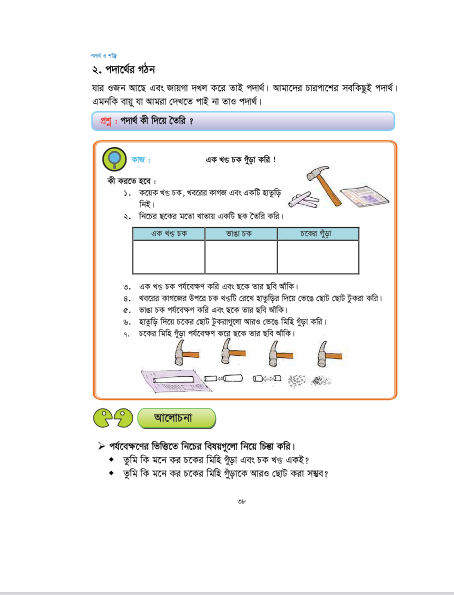 পদার্থ ও শক্তি
২. পদার্থের গঠন
যার ওজন আছে এবং জায়গা দখল করে তাই পদার্থ। আমাদের চারপাশের সবকিছুই পদার্থ।
এমনকি বায়ু যা আমরা দেখতে পাই না তাও পদার্থ।
প্রশ্ন : পদার্থ কী দিয়ে তৈরি ?
কাজ : এক খণ্ড চক গুঁড়া করি !
কী করতে হবে :
১. কয়েক খণ্ড চক, খবরের কাগজ এবং একটি হাতুড়ি
নিই।
২. নিচের ছকের মতো খাতায় একটি ছক তৈরি করি।
এক খণ্ড চক ভাঙা চক চকের গুঁড়া
৩. এক খণ্ড চক পর্যবেক্ষণ করি এবং ছকে তার ছবি আঁকি।
৪. খবরের কাগজের উপরে চক খণ্ডটি রেখে হাতুড়ির দিয়ে ভেঙে ছোট ছোট টুকরা করি।
৫. ভাঙা চক পর্যবেক্ষণ করি এবং ছকে তার ছবি আঁকি।
৬. হাতুড়ি দিয়ে চকের ছোট টুকরাগুলো আরও ভেঙে মিহি গুঁড়া করি।
৭. চকের মিহি গুঁড়া পর্যবেক্ষণ করে ছকে তার ছবি আঁকি।
আলোচনা
➢ পর্যবেক্ষণের ভিত্তিতে নিচের বিষয়গুলো নিয়ে চিন্তা করি।
◆ তুমি কি মনে কর চকের মিহি গুঁড়া এবং চক খণ্ড একই?
◆ তুমি কি মনে কর চকের মিহি গুঁড়াকে আরও ছোট করা সম্ভব?
৩৮